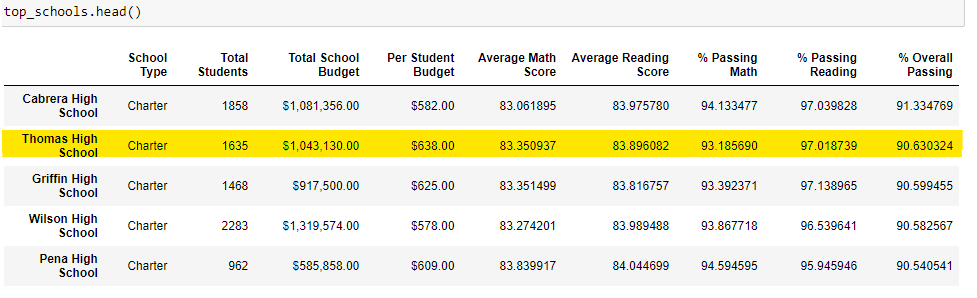 top_schools.head()
School Type Total Students Total School Budget Per Student Budget Average Math Score Average Reading Score % Passing Math % Passing Reading % Overall Passing
Cabrera High School Charter 1858 $1,081,356.00 $582.00 83.061895 83.975780 94.133477 97.039828 91.334769
Thomas High School Charter 1635 $1,043,130.00 $638.00 83.350937 83.896082 93.185690 97.018739 90.630324
Griffin High School Charter 1468 $917,500.00 $625.00 83.351499 83.816757 93.392371 97.138965 90.599455
Wilson High School Charter 2283 $1,319,574.00 $578.00 83.274201 83.989488 93.867718 96.539641 90.582567
Pena High School Charter 962 $585,858.00 $609.00 83.839917 84.044699 94.594595 95.945946 90.540541